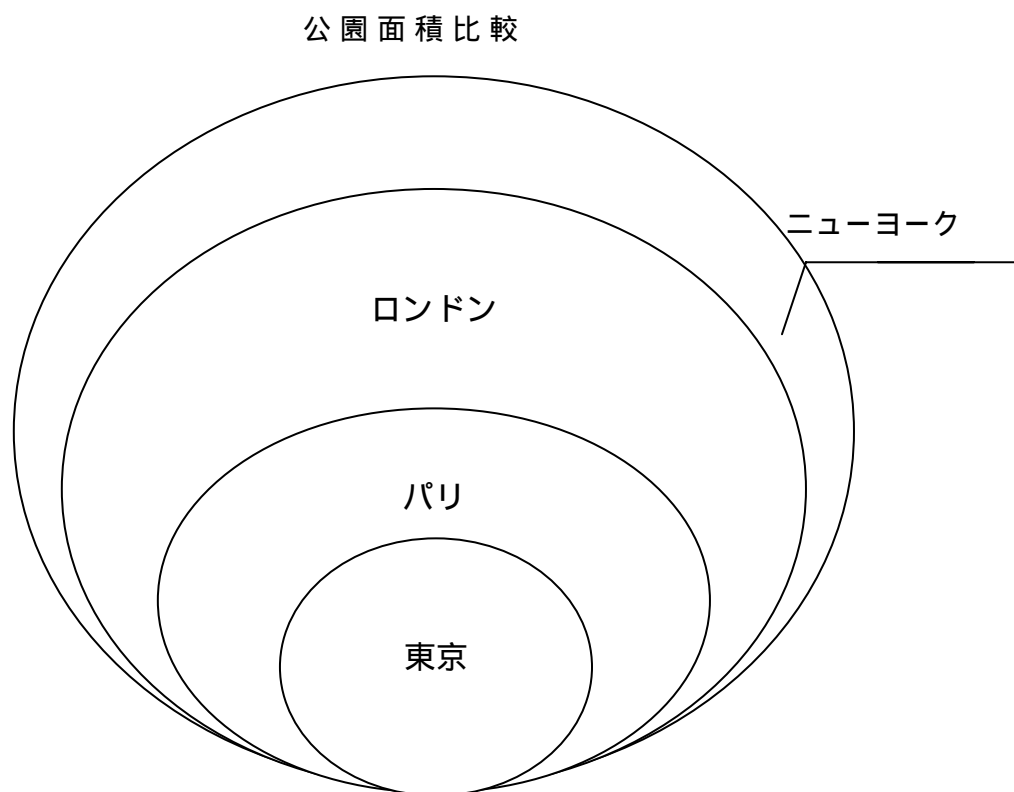 公園面積比較
ニューヨーク
ロンドン
パリ
東京